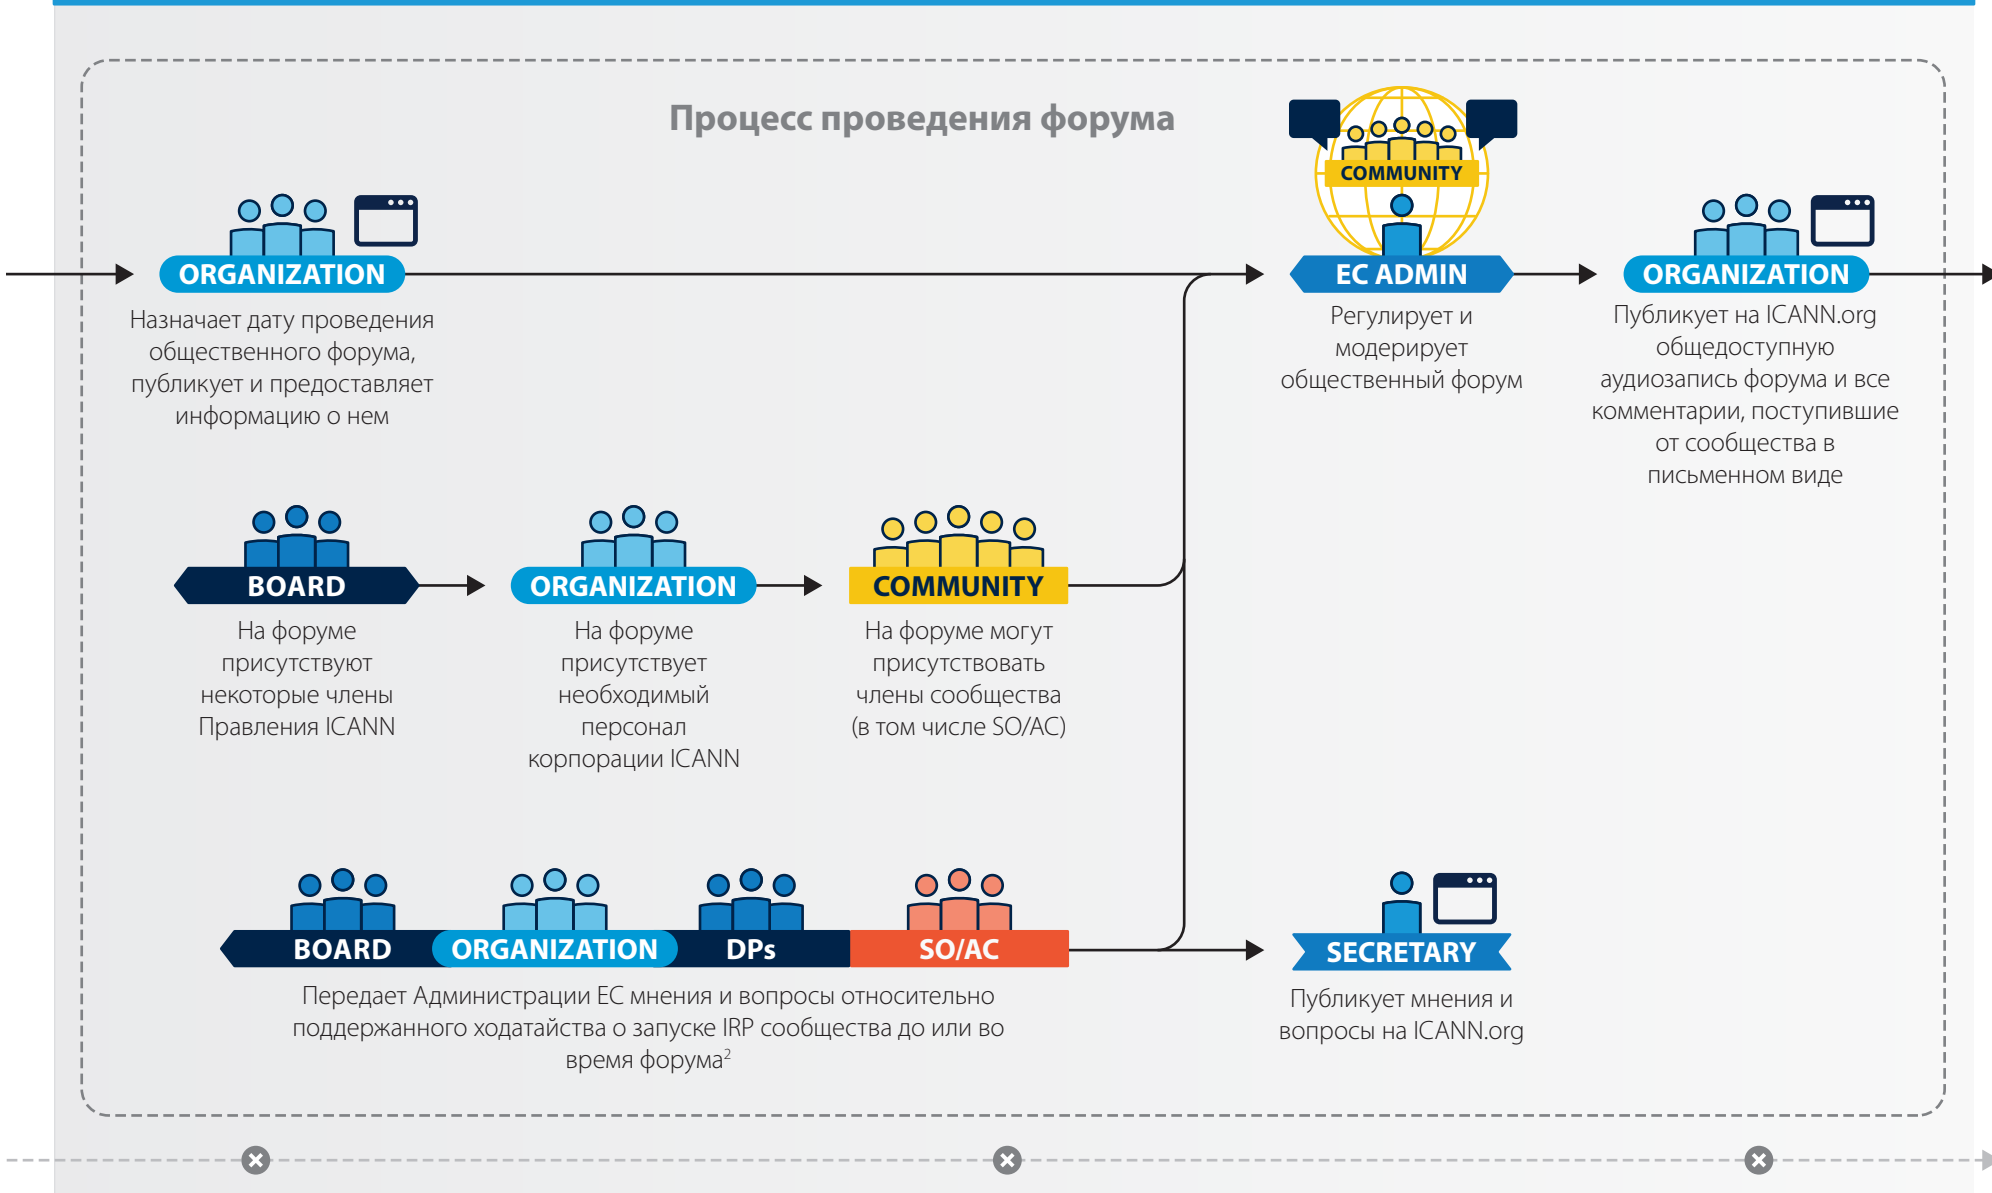 Процесс проведения форума
COMMUNITY
ORGANIZATION
Назначает дату проведения
общественного форума,
публикует и предоставляет
информацию о нем
EC ADMIN
Регулирует и
модерирует
общественный форум
ORGANIZATION
Публикует на ICANN.org
общедоступную
аудиозапись форума и все
комментарии, поступившие
от сообщества в
письменном виде
BOARD
На форуме
присутствуют
некоторые члены
Правления ICANN
ORGANIZATION
На форуме
присутствует
необходимый
персонал
корпорации ICANN
COMMUNITY
На форуме могут
присутствовать
члены сообщества
(в том числе SO/AC)
BOARD ORGANIZATION DPs SO/AC
Передает Администрации EC мнения и вопросы относительно
поддержанного ходатайства о запуске IRP сообщества до или во
время форума²
SECRETARY
Публикует мнения и
вопросы на ICANN.org